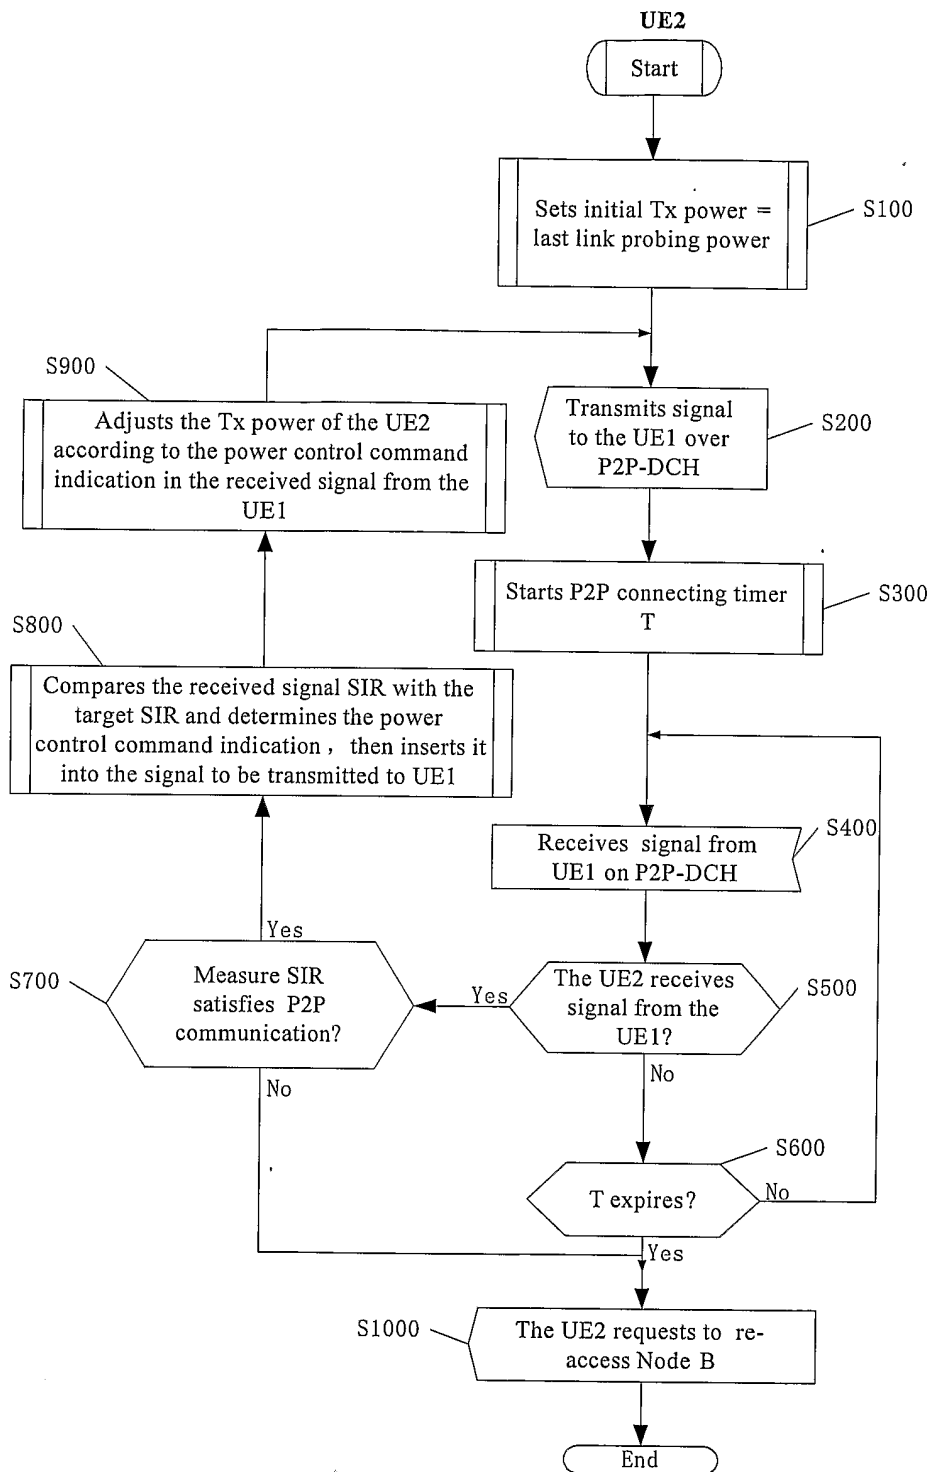 UE2
Start
Sets initial Tx power =
last link probing power
S100
S900
Adjusts the Tx power of the UE2
according to the power control command
indication in the received signal from the
UE1
Transmits signal
to the UE1 over
P2P-DCH
S200
Starts P2P connecting timer
T
S300
S800
Compares the received signal SIR with the
target SIR and determines the power
control command indication , then inserts it
into the signal to be transmitted to UE1
Receives signal from
UE1 on P2P-DCH
S400
Yes
S700
Measure SIR
satisfies P2P
communication?
Yes
The UE2 receives
signal from the
UE1?
S500
No
No
S600
T expires?
No
Yes
S1000
The UE2 requests to re-
access Node B
End